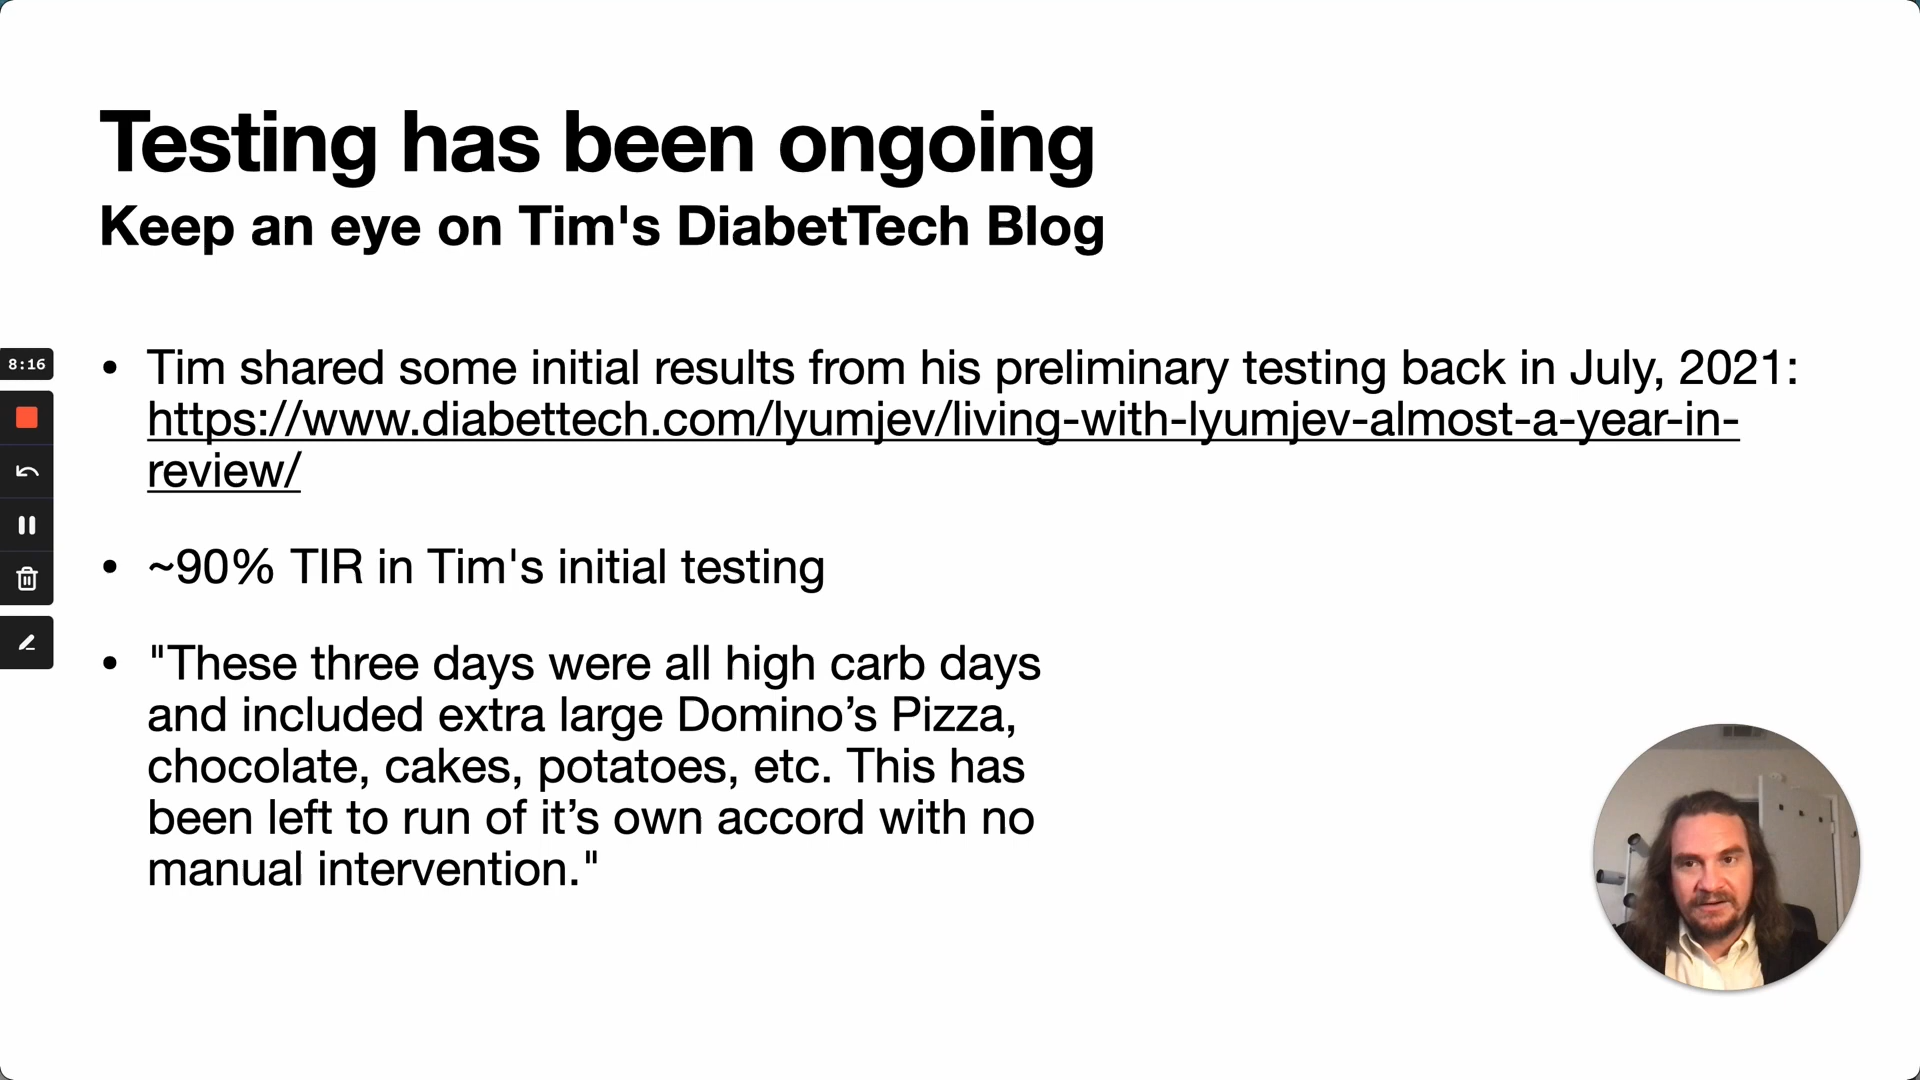 Testing has been ongoing
Keep an eye on Tim's DiabetTech Blog
8:16
• Tim shared some initial results from his preliminary testing back in July, 2021:
https://www.diabettech.com/lyumjev/living-with-lyumjev-almost-a-year-in-
review/
• ~90% TIR in Tim's initial testing
• "These three days were all high carb days
and included extra large Domino’s Pizza,
chocolate, cakes, potatoes, etc. This has
been left to run of it’s own accord with no
manual intervention."